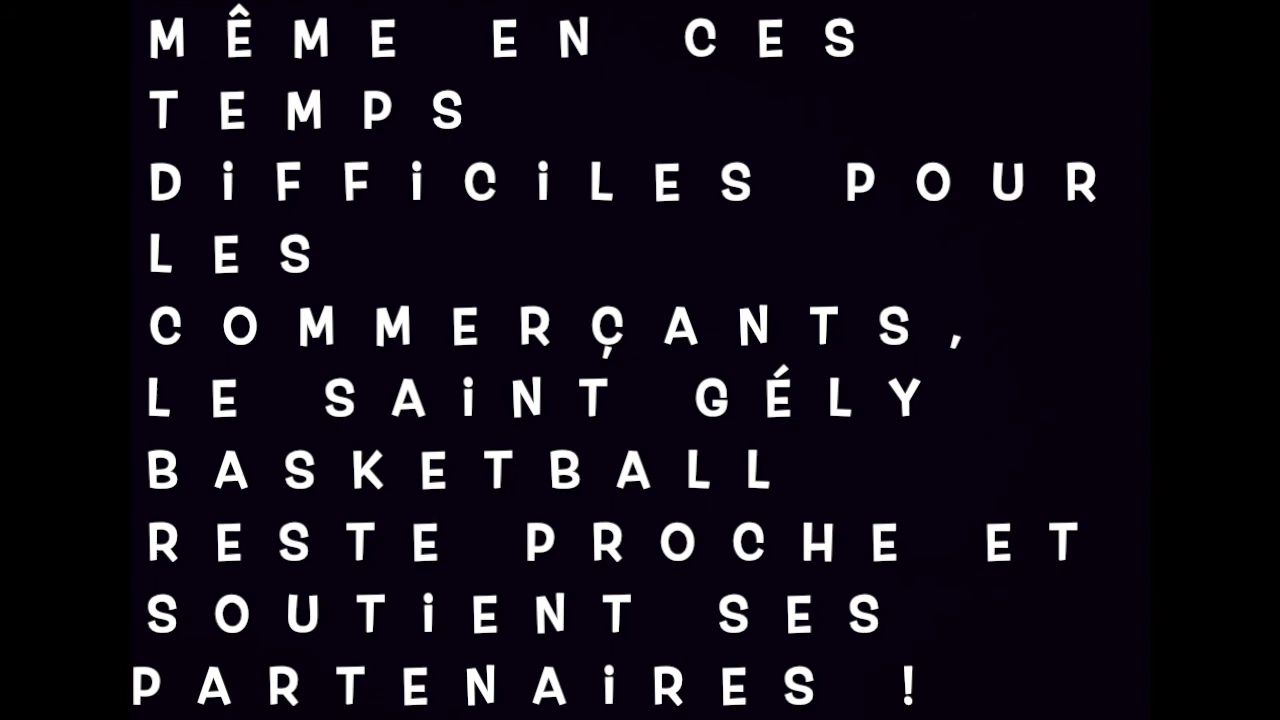 MÊME EN CES
TEMPS
DiFFiCiLES POUR
LES
COMMERÇANTS,
LE SAiNT GÉLY
BASKETBALL
RESTE PROCHE ET
SOUTiENT SES
PARTENAiRES !